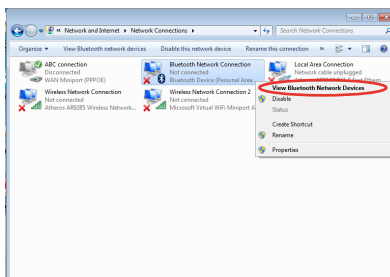 Network and Internet ▸ Network Connections ▸
Search Network Connections
Organize ▾ View Bluetooth network devices Disable this network device Rename this connection »
ABC connection
Disconnected
WAN Miniport (PPPOE)
Bluetooth Network Connection
Not connected
Bluetooth Device (Personal Area
Local Area Connection
Network cable unplugged
Wireless Network Connection
Not connected
Atheros AR9285 Wireless Network...
Wireless Network Connection 2
Not connected
Microsoft Virtual WiFi Miniport A
View Bluetooth Network Devices
Disable
Status
Create Shortcut
Rename
Properties